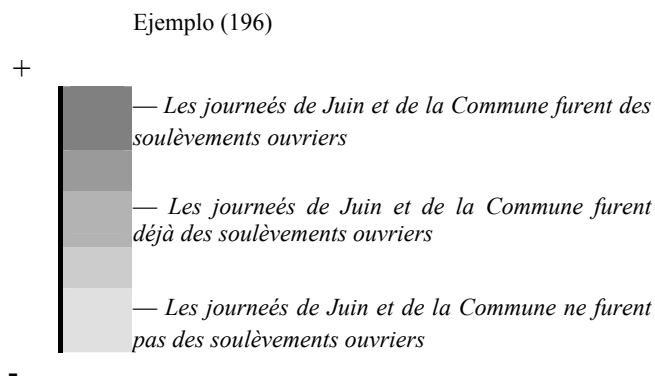 Ejemplo (196)
+
— Les journeés de Juin et de la Commune furent des
soulèvements ouvriers
— Les journeés de Juin et de la Commune furent
déjà des soulèvements ouvriers
— Les journeés de Juin et de la Commune ne furent
pas des soulèvements ouvriers
-